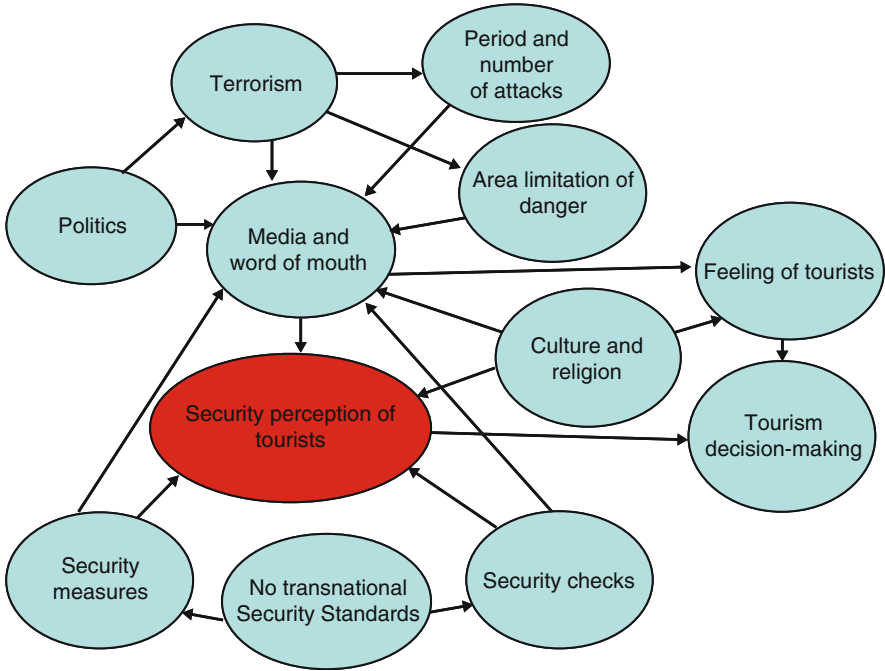 Terrorism
Period and
number
of attacks
Area limitation of
danger
Politics
Media and
word of mouth
Feeling of tourists
Culture and
religion
Security perception of
tourists
Tourism
decision-making
Security
measures
No transnational
Security Standards
Security checks